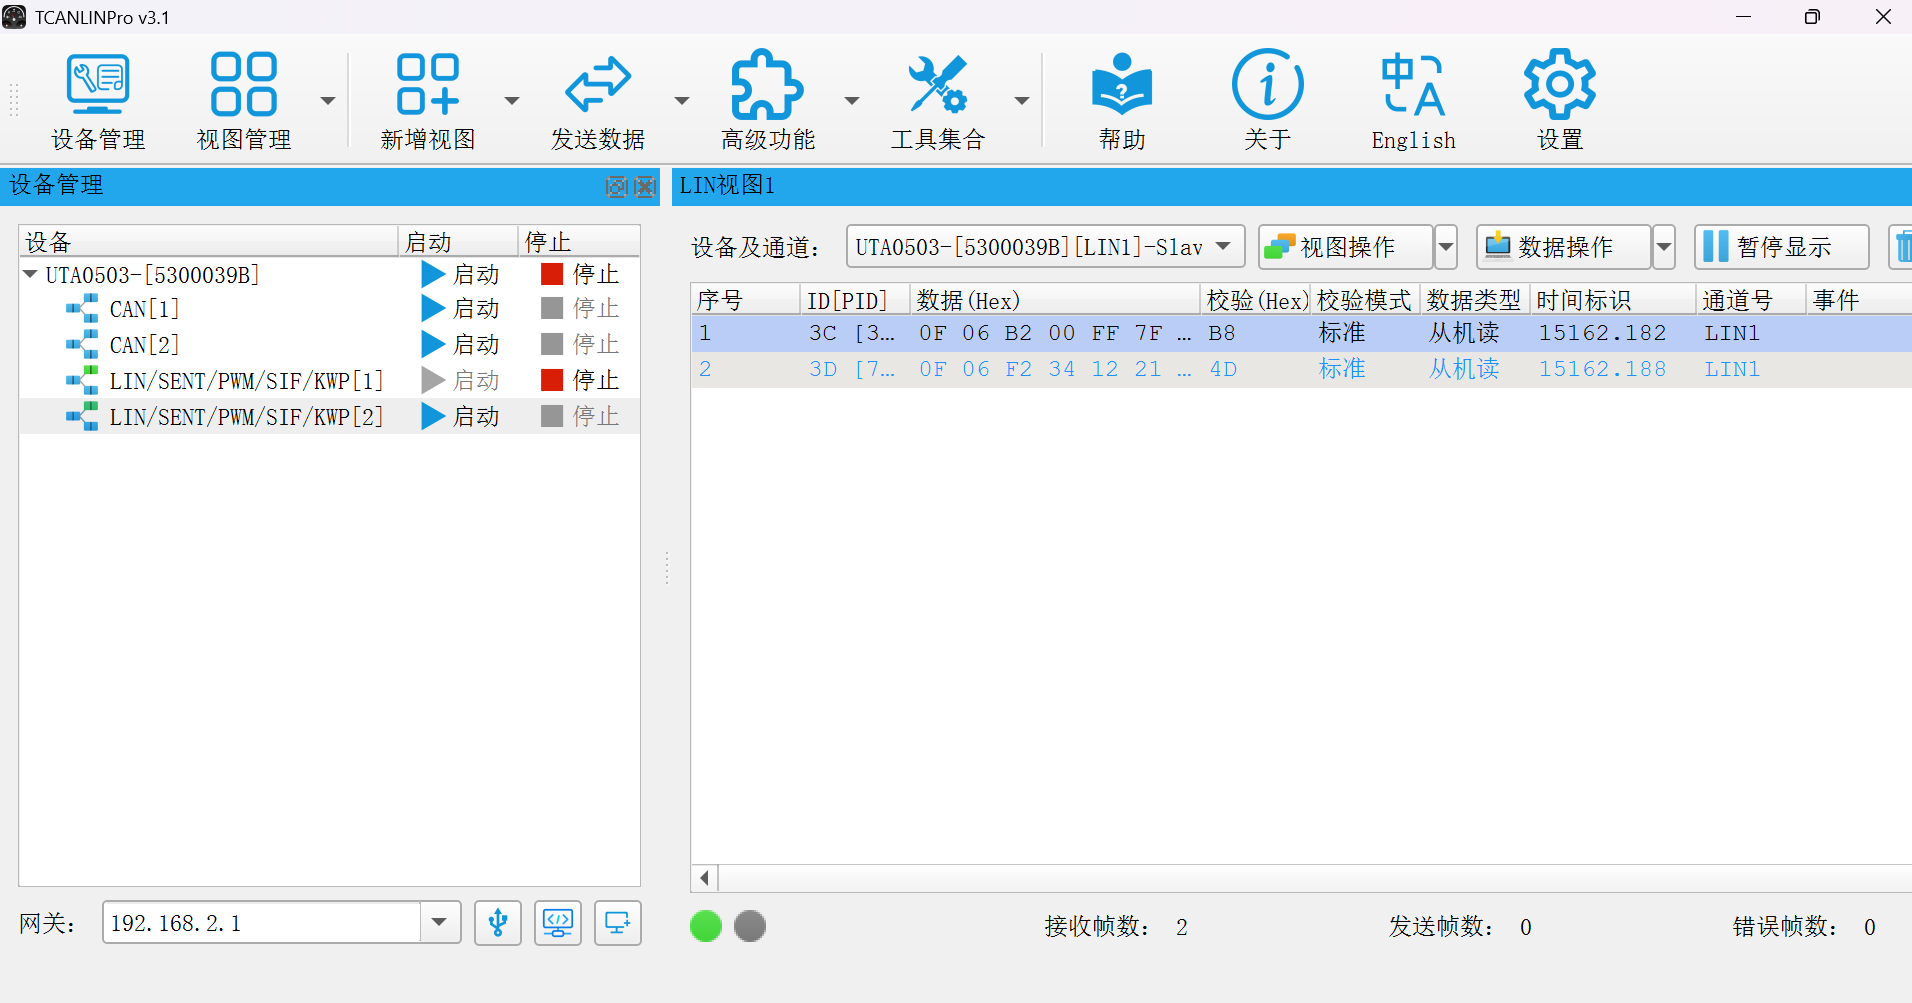 TCANLINPro v3.1
设备管理 视图管理 新增视图 发送数据 高级功能 工具集合 帮助 关于 English 设置
设备管理
设备 启动 停止
UTA0503-[5300039B] 启动 停止
CAN[1] 启动 停止
CAN[2] 启动 停止
LIN/SENT/PWM/SIF/KWP[1] 启动 停止
LIN/SENT/PWM/SIF/KWP[2] 启动 停止
网关: 192.168.2.1
LIN视图1
设备及通道: UTA0503-[5300039B][LIN1]-Slav 视图操作 数据操作 暂停显示
序号 ID[PID] 数据(Hex) 校验(Hex) 校验模式 数据类型 时间标识 通道号 事件
1 3C [3... 0F 06 B2 00 FF 7F ... B8 标准 从机读 15162.182 LIN1
2 3D [7... 0F 06 F2 34 12 21 ... 4D 标准 从机读 15162.188 LIN1
接收帧数: 2 发送帧数: 0 错误帧数: 0